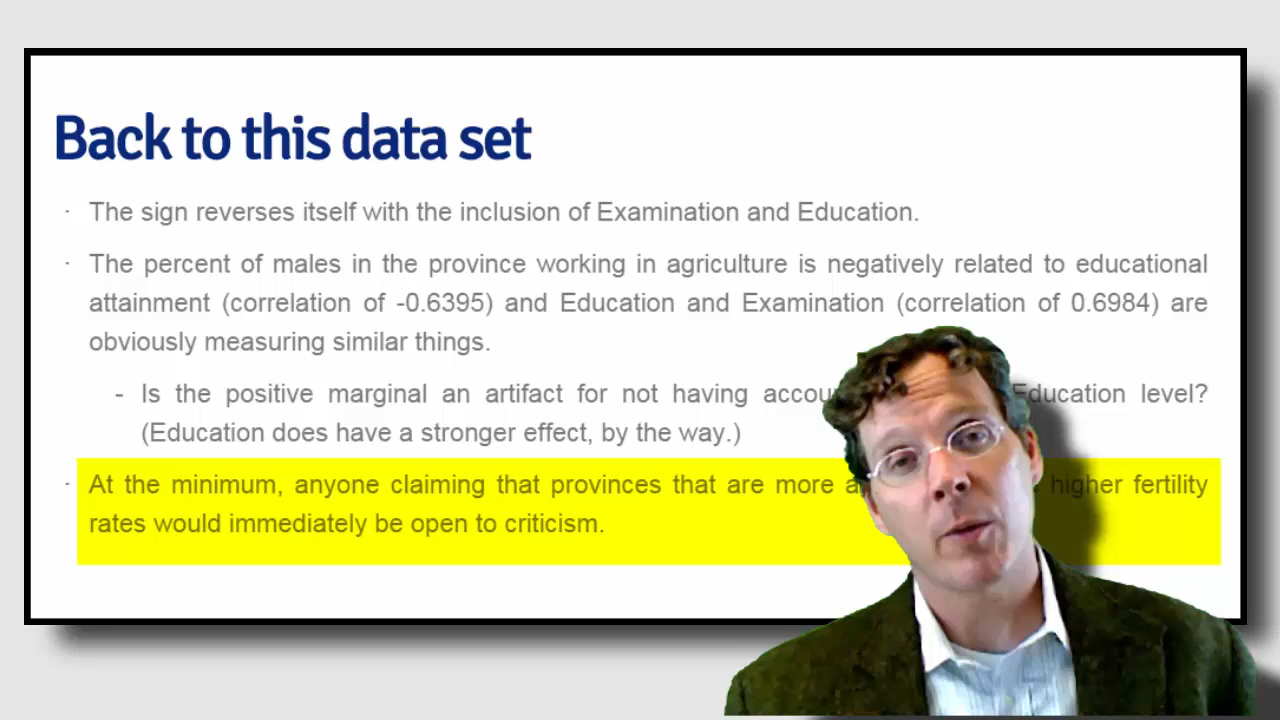 Back to this data set
· The sign reverses itself with the inclusion of Examination and Education.
· The percent of males in the province working in agriculture is negatively related to educational
attainment (correlation of -0.6395) and Education and Examination (correlation of 0.6984) are
obviously measuring similar things.
- Is the positive marginal an artifact for not having Education level?
(Education does have a stronger effect, by the way.)
· At the minimum, anyone claiming that provinces that are more higher fertility
rates would immediately be open to criticism.